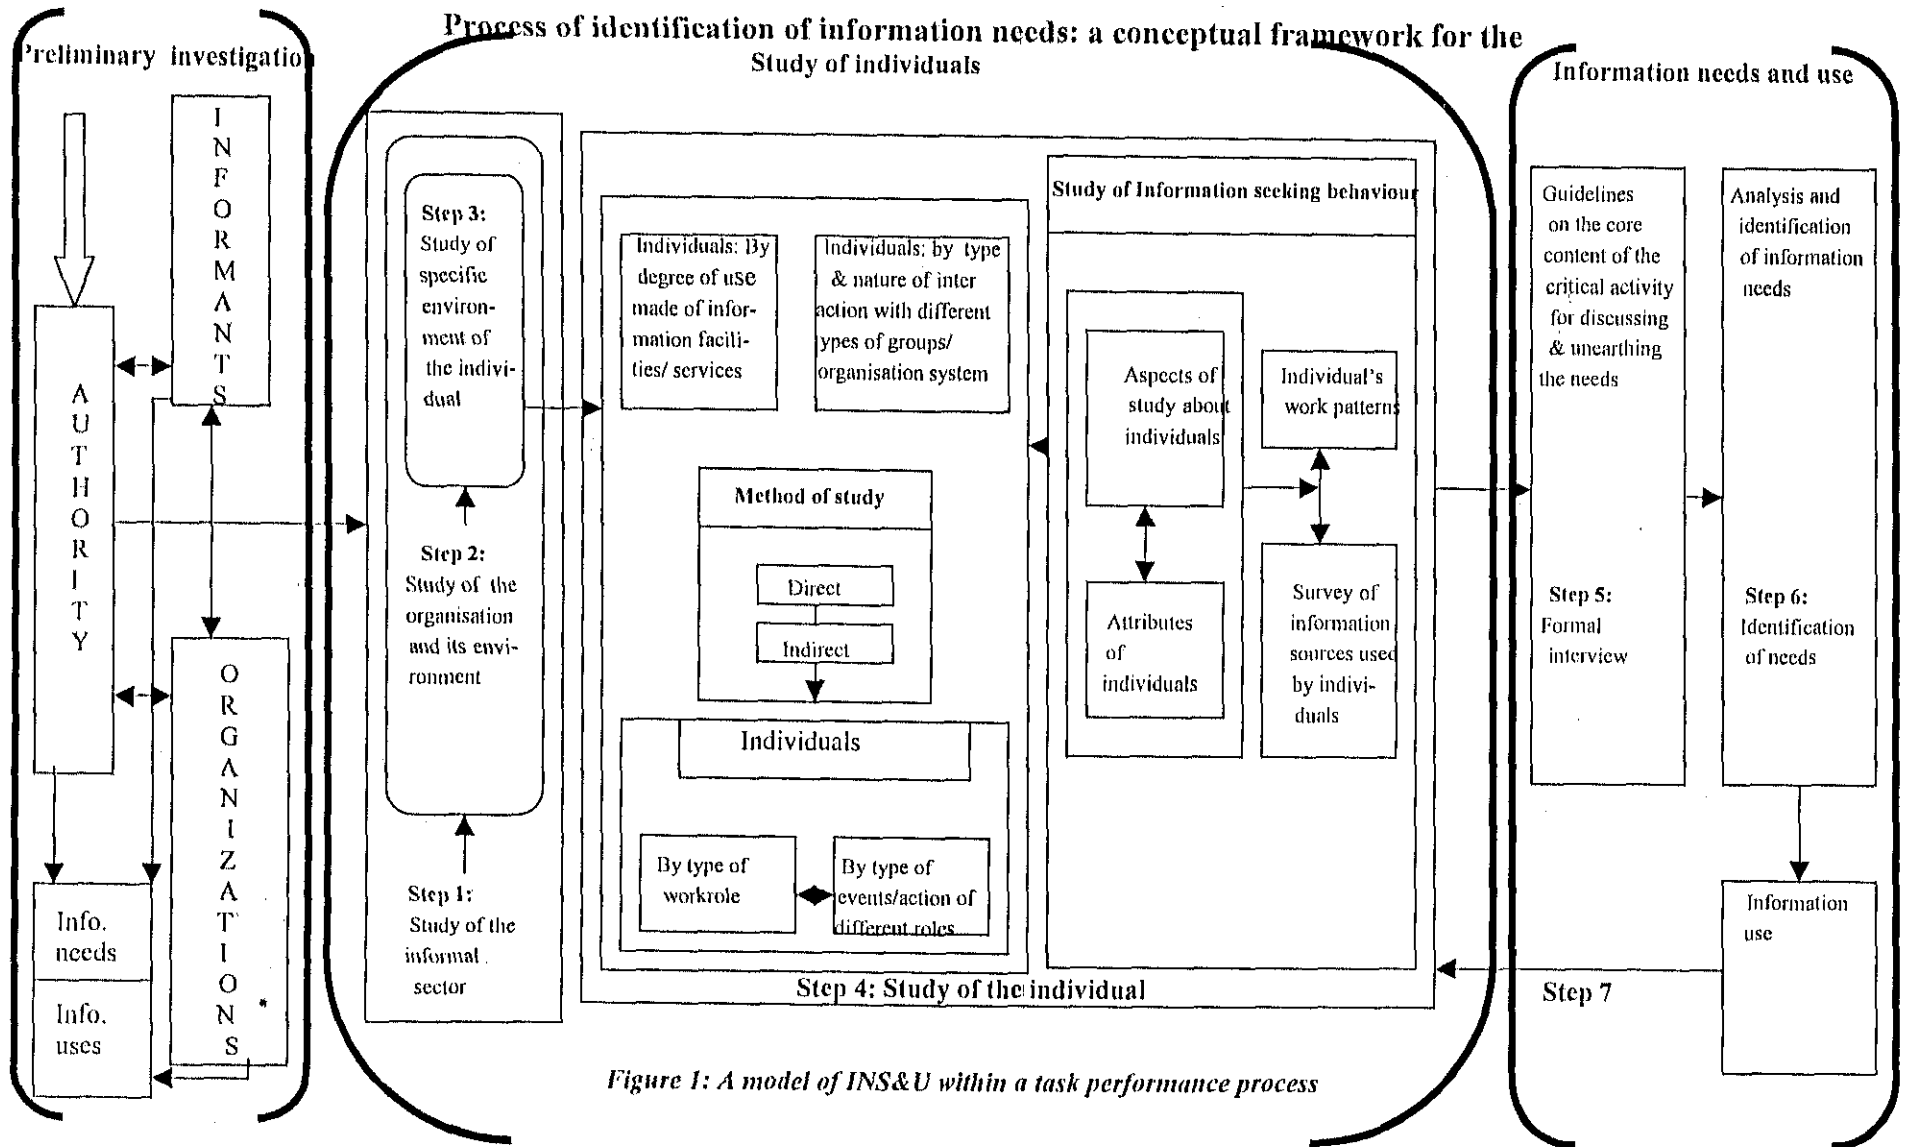 Process of identification of information needs: a conceptual framework for the
Study of individuals
Preliminary investigation
INFORMANTS
AUTHORITY
ORGANIZATIONS
Info.
needs
Info.
uses
Step 3:
Study of
specific
environ-
ment of
the indivi-
dual
Step 2:
Study of the
organisation
and its envi-
ronment
Step 1:
Study of the
informal
sector
Individuals: By
degree of use
made of infor-
mation facili-
ties/ services
Individuals: by type
& nature of inter
action with different
types of groups/
organisation system
Method of study
Direct
Indirect
Individuals
By type of
workrole
By type of
events/action of
different roles
Study of Information seeking behaviour
Aspects of
study about
individuals
Attributes
of
individuals
Individual's
work patterns
Survey of
information
sources used
by indivi-
duals
Step 4: Study of the individual
Information needs and use
Guidelines
on the core
content of the
critical activity
for discussing
& unearthing
the needs
Step 5:
Formal
interview
Analysis and
identification
of information
needs
Step 6:
Identification
of needs
Information
use
Step 7
Figure 1: A model of INS&U within a task performance process